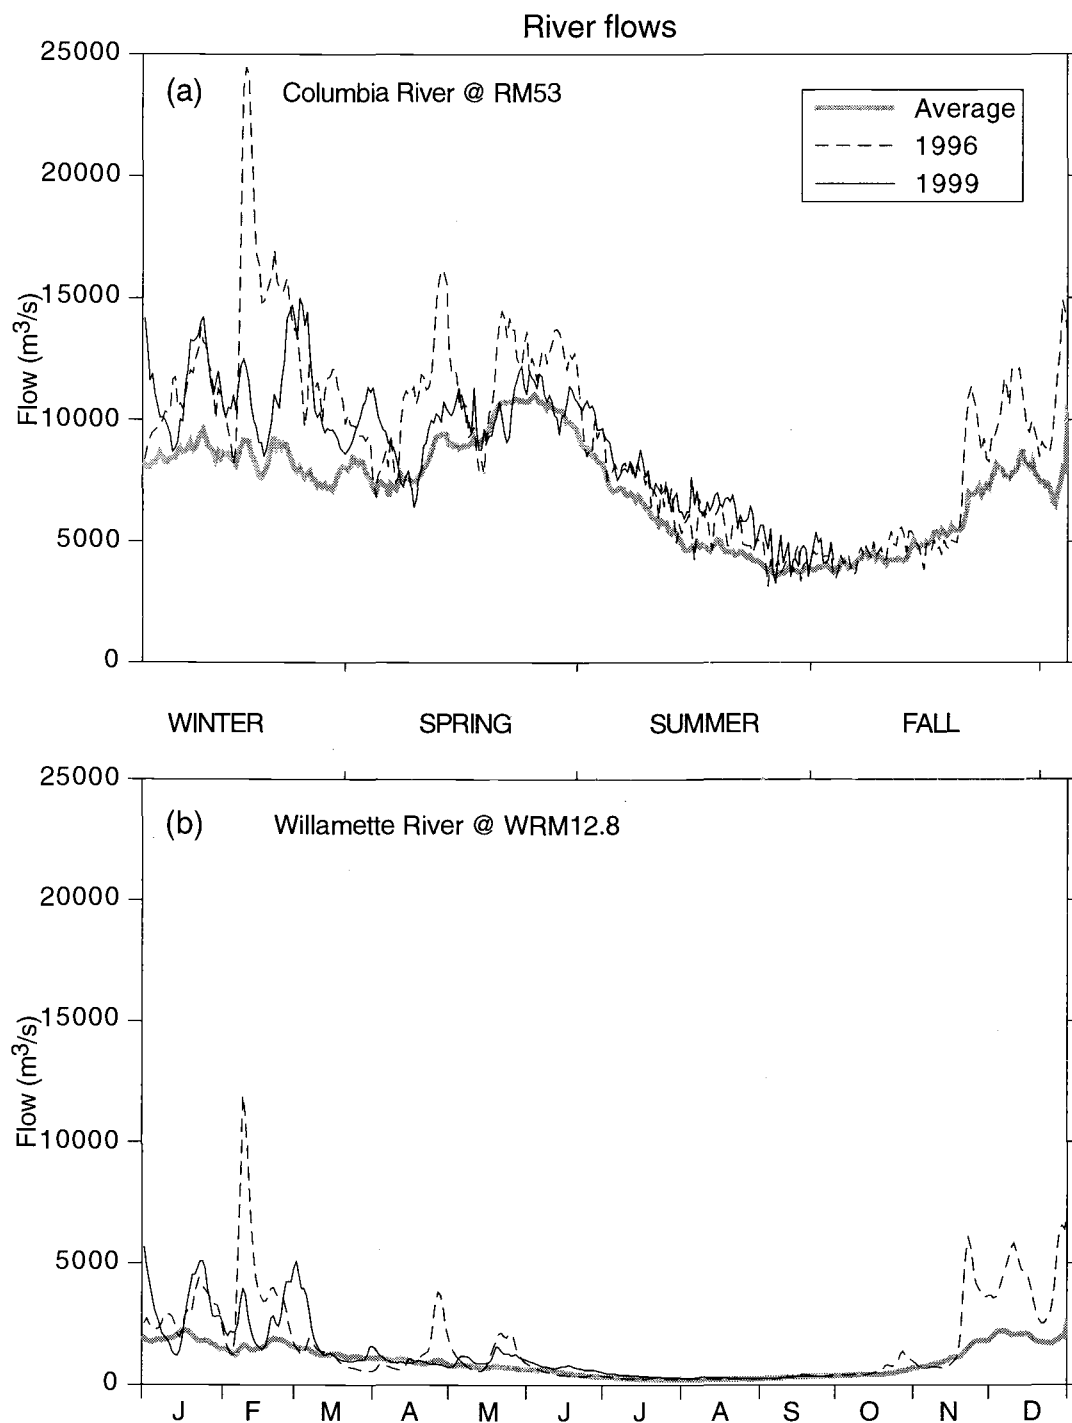 River flows
25000
(a) Columbia River @ RM53
Average
1996
1999
20000
15000
10000
5000
0
Flow (m3/s)
WINTER SPRING SUMMER FALL
25000
(b) Willamette River @ WRM12.8
20000
15000
10000
5000
0
Flow (m3/s)
J F M A M J J A S O N D